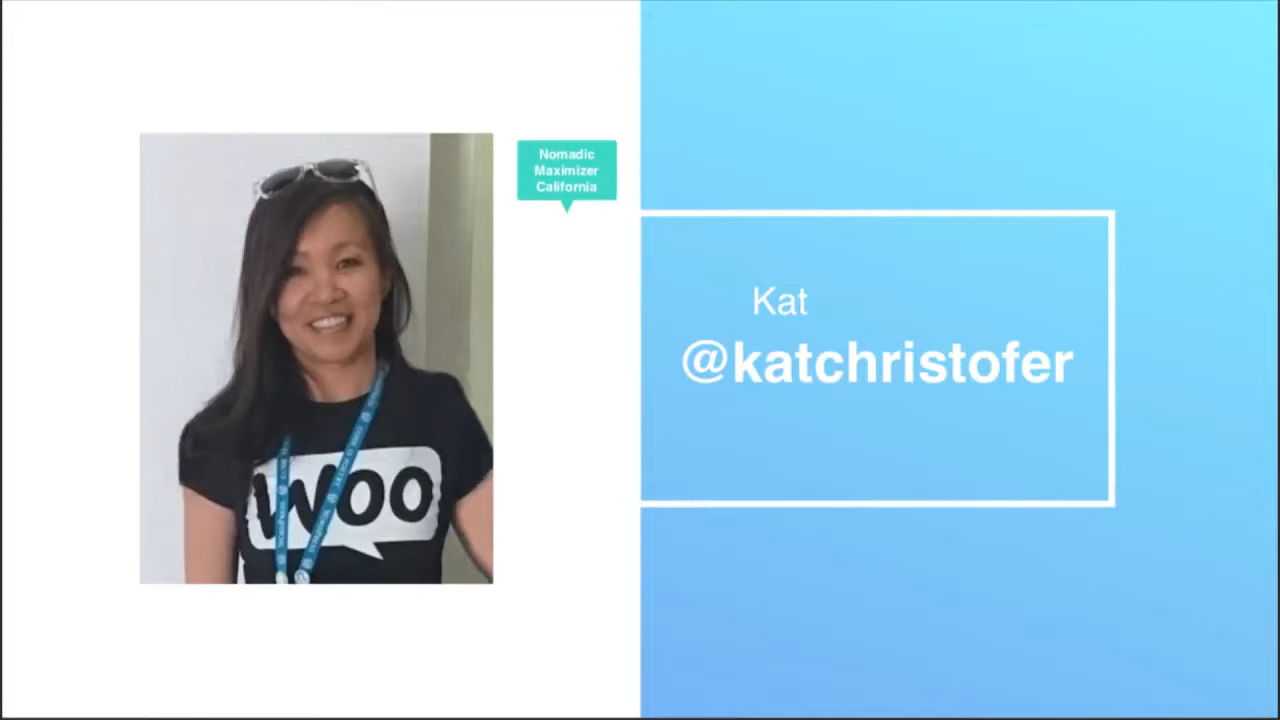 Nomadic
Maximizer
California
Kat
@katchristofer
Woo